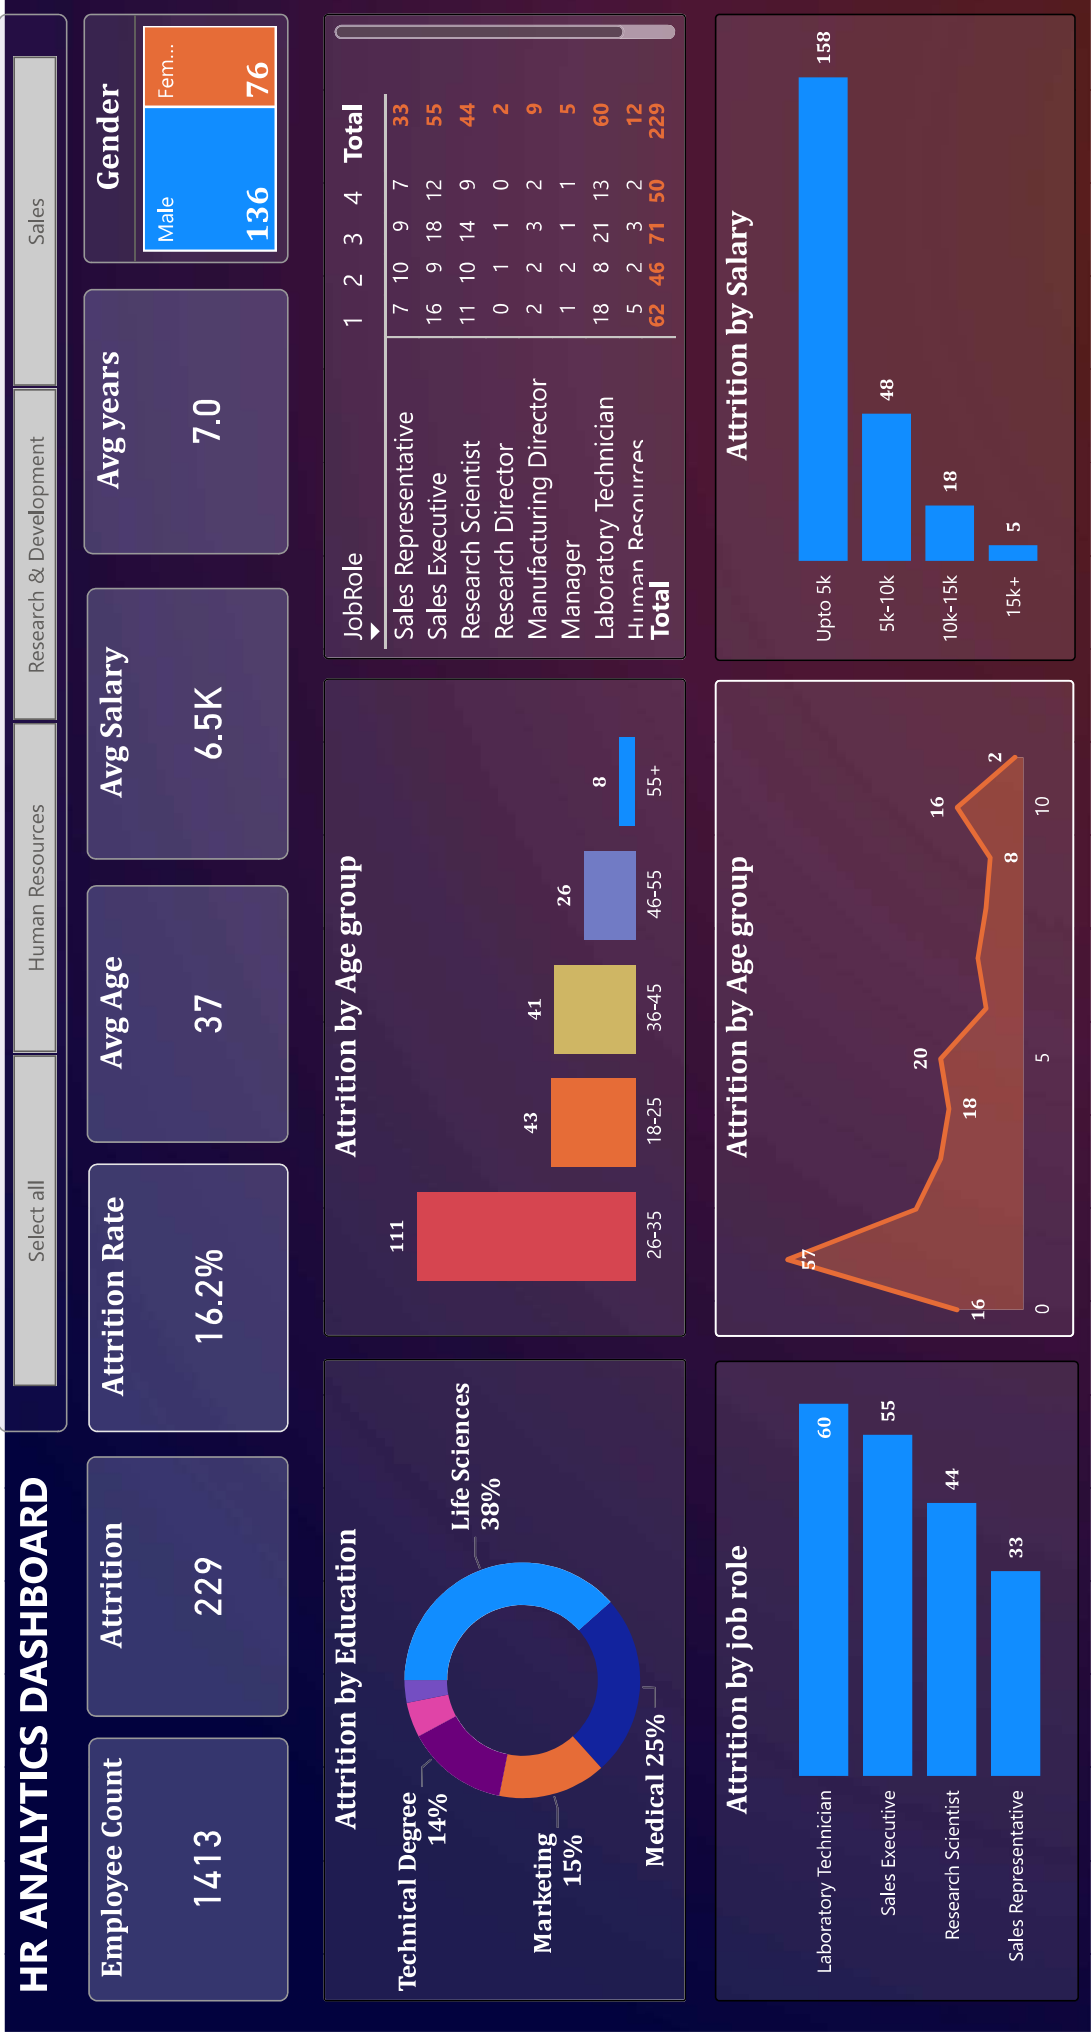 HR ANALYTICS DASHBOARD
Select all
Human Resources
Research & Development
Sales
Employee Count
1413
Attrition
229
Attrition Rate
16.2%
Avg Age
37
Avg Salary
6.5K
Avg years
7.0
Gender
Male
136
Fem...
76
Attrition by Education
Life Sciences
38%
Technical Degree
14%
Marketing
15%
Medical 25%
Attrition by Age group
111
43
41
26
8
26-35
18-25
36-45
46-55
55+
JobRole 1 2 3 4 Total
Sales Representative 7 10 9 7 33
Sales Executive 16 9 18 12 55
Research Scientist 11 10 14 9 44
Research Director 0 1 1 0 2
Manufacturing Director 2 2 3 2 9
Manager 1 2 1 1 5
Laboratory Technician 18 8 21 13 60
Human Resources 5 2 3 2 12
Total 62 46 71 50 229
Attrition by job role
Laboratory Technician 60
Sales Executive 55
Research Scientist 44
Sales Representative 33
Attrition by Age group
16
57
18
20
8
16
2
0
5
10
Attrition by Salary
Upto 5k 158
5k-10k 48
10k-15k 18
15k+ 5